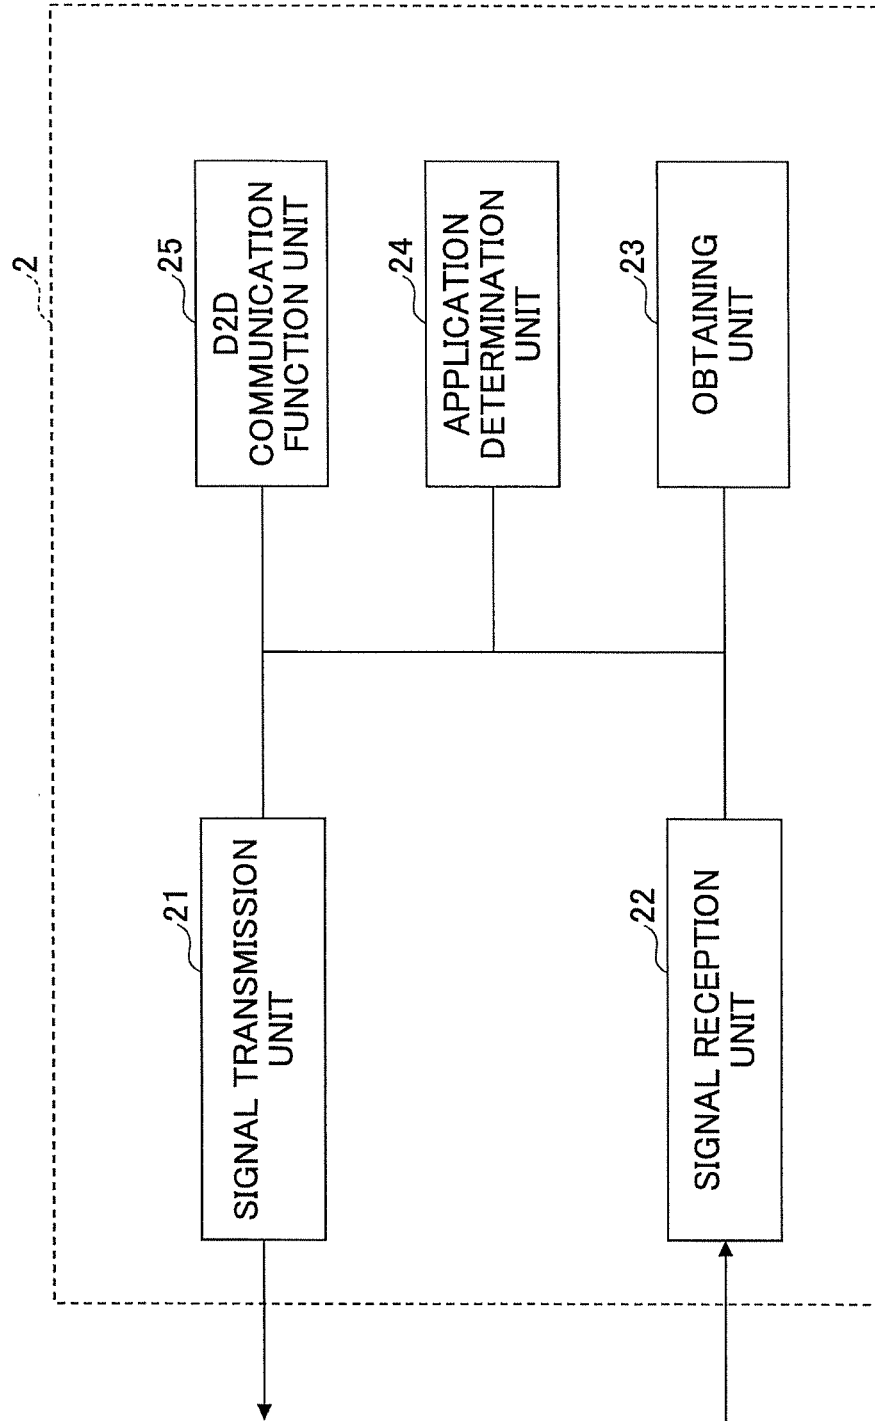 2
21
SIGNAL TRANSMISSION
UNIT
25
D2D
COMMUNICATION
FUNCTION UNIT
24
APPLICATION
DETERMINATION
UNIT
22
SIGNAL RECEPTION
UNIT
23
OBTAINING
UNIT